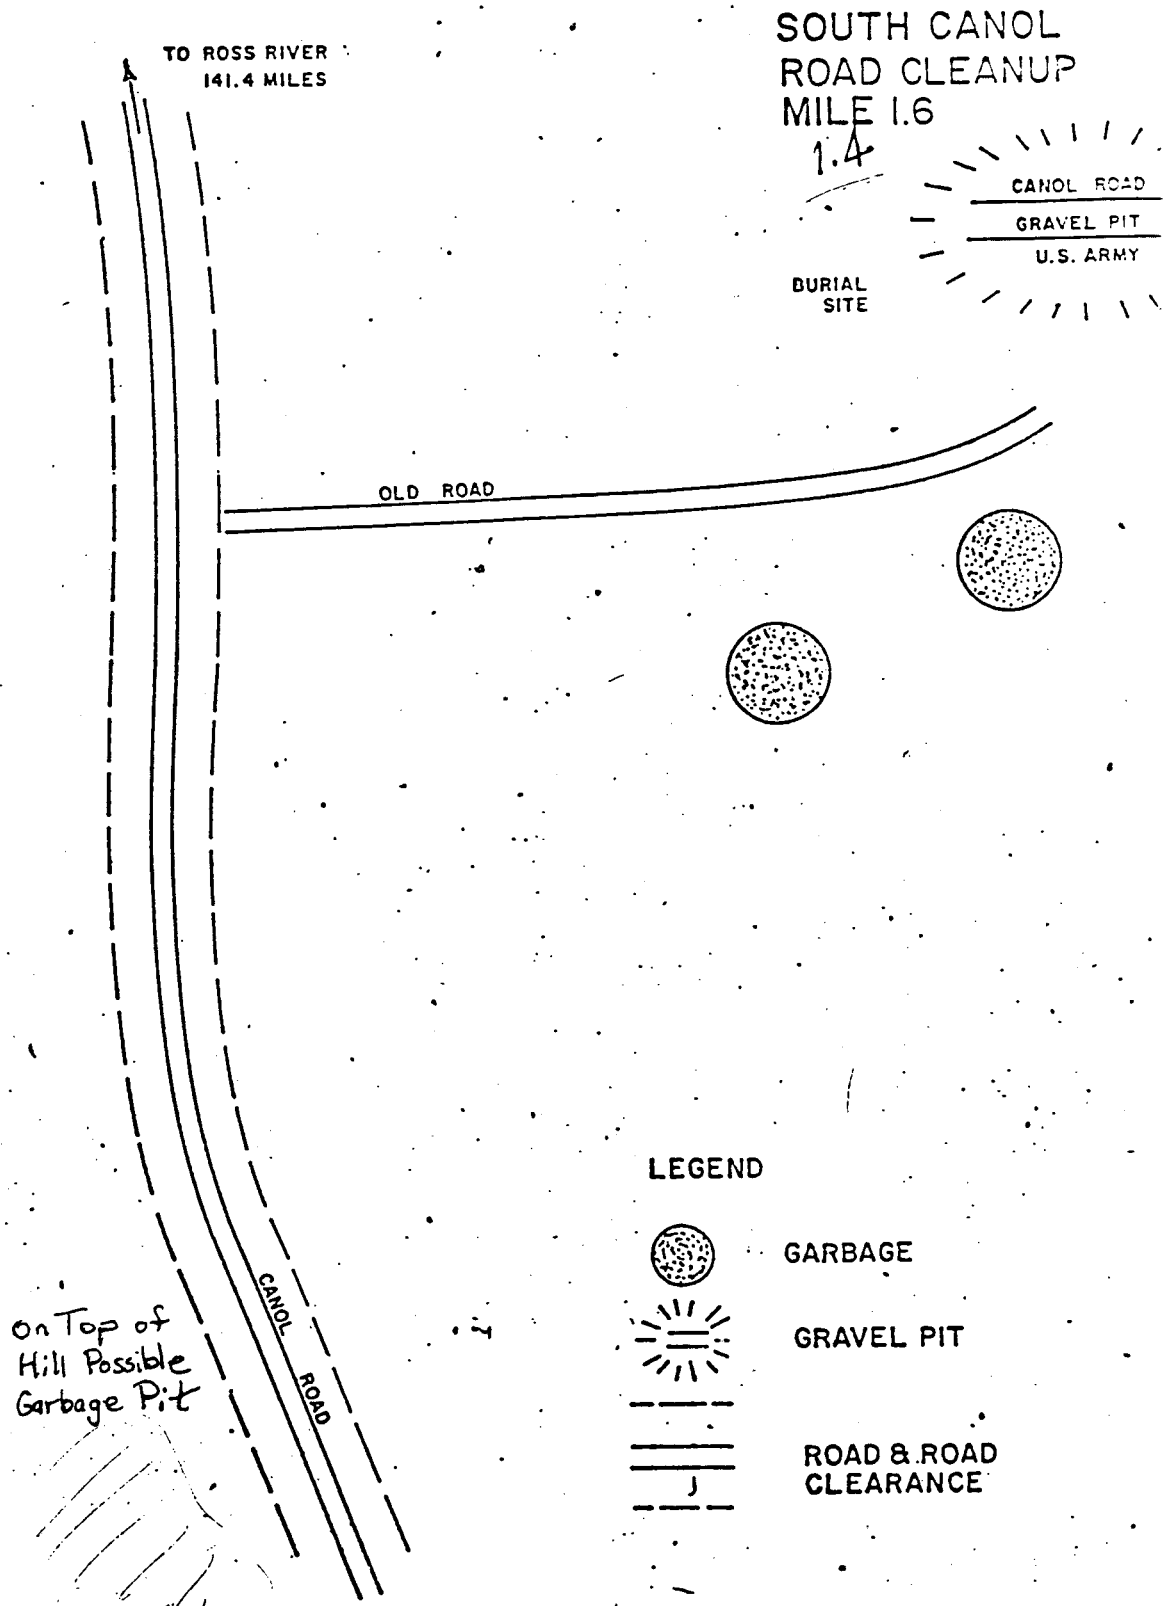 TO ROSS RIVER
141.4 MILES
SOUTH CANOL
ROAD CLEANUP
MILE 1.6
1.4
CANOL ROAD
GRAVEL PIT
U.S. ARMY
BURIAL
SITE
OLD ROAD
LEGEND
GARBAGE
GRAVEL PIT
ROAD & ROAD
CLEARANCE
CANOL ROAD
on Top of
Hill Possible
Garbage Pit